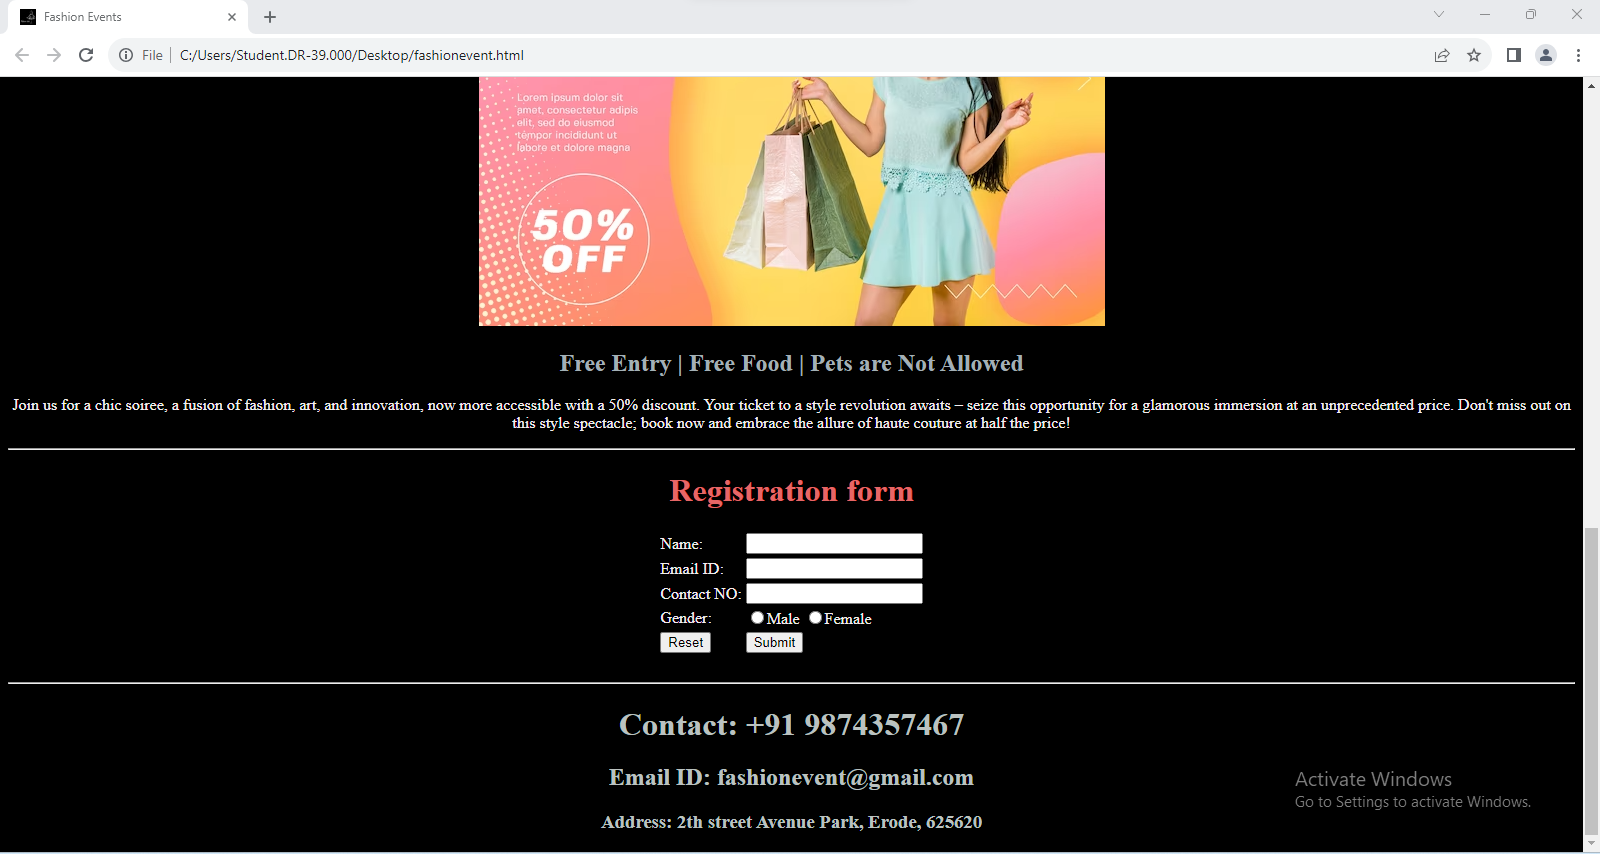 Fashion Events
File
C:/Users/Student.DR-39.000/Desktop/fashionevent.html
Lorem ipsum dolor sit
amet, consectetur adipis
elit, sed do eiusmod
tempor incididunt ut
labore et dolore magna
50%
OFF
Free Entry | Free Food | Pets are Not Allowed
Join us for a chic soiree, a fusion of fashion, art, and innovation, now more accessible with a 50% discount. Your ticket to a style revolution awaits – seize this opportunity for a glamorous immersion at an unprecedented price. Don't miss out on
this style spectacle; book now and embrace the allure of haute couture at half the price!
Registration form
Name:
Email ID:
Contact NO:
Gender: Male Female
Reset Submit
Contact: +91 9874357467
Email ID: fashionevent@gmail.com
Address: 2th street Avenue Park, Erode, 625620
Activate Windows
Go to Settings to activate Windows.